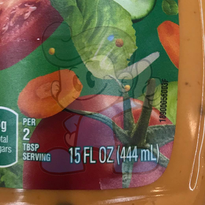 PER
2
TBSP
SERVING
g
tal
gars
15 FL OZ (444 mL)